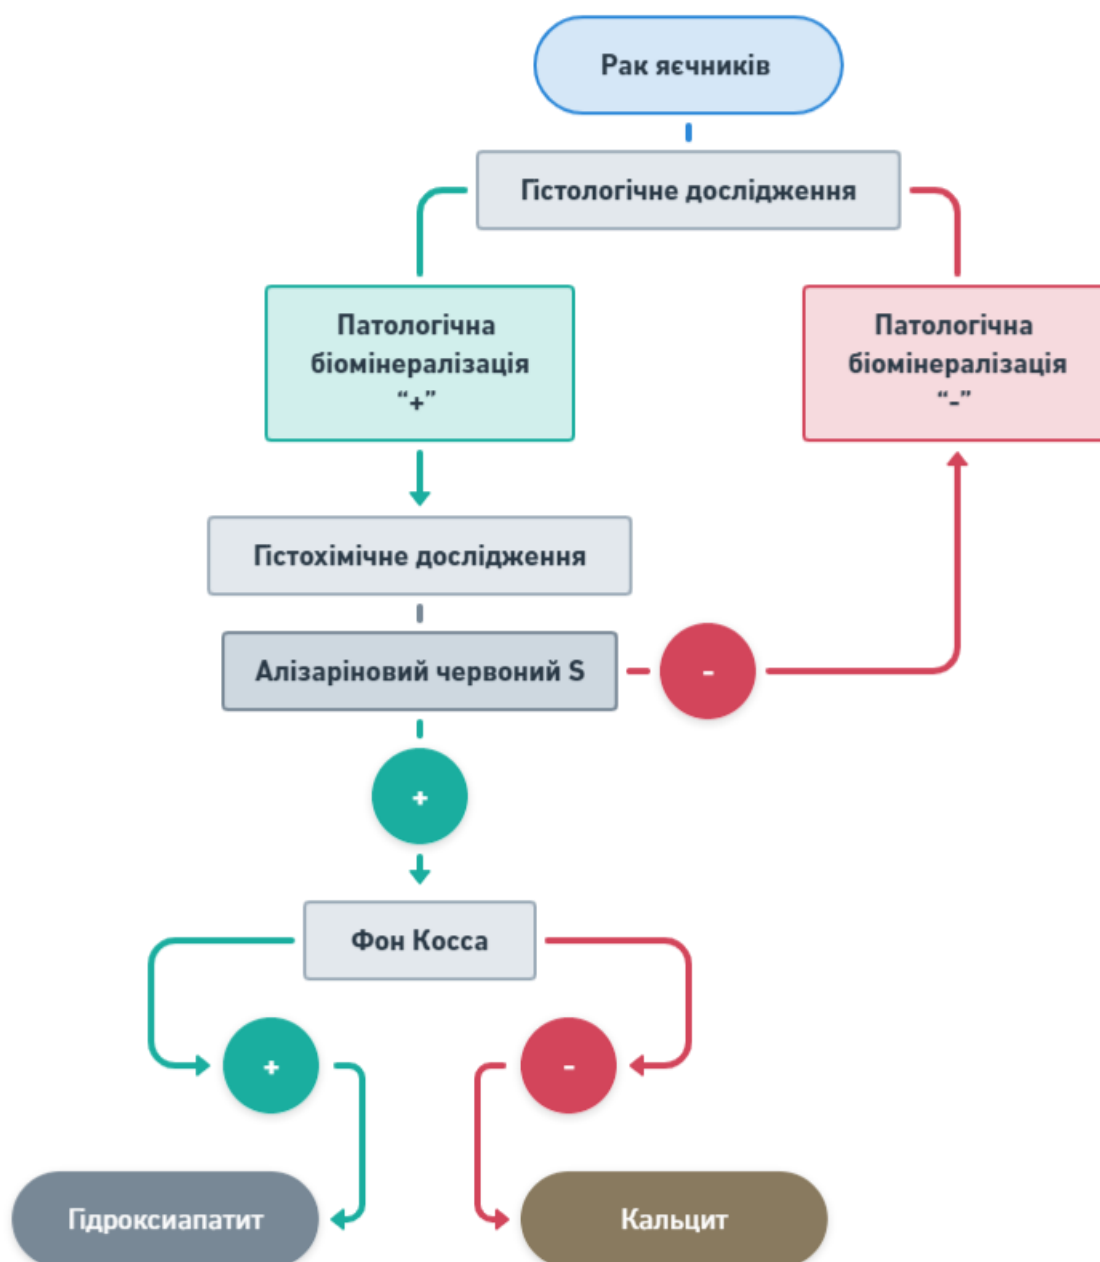 Рак яєчників
Гістологічне дослідження
Патологічна
біомінералізація
“+”
Патологічна
біомінералізація
“-”
Гістохімічне дослідження
Алізаріновий червоний S
-
+
Фон Косса
+
-
Гідроксиапатит
Кальцит